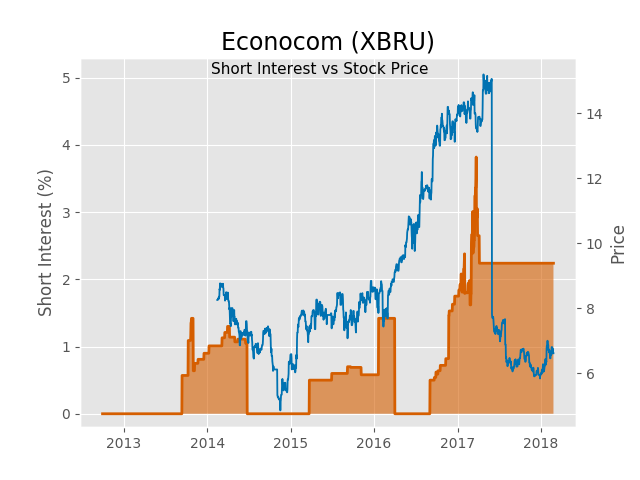 Econocom (XBRU)
Short Interest vs Stock Price
5
4
3
2
1
0
Short Interest (%)
14
12
10
8
6
Price
2013 2014 2015 2016 2017 2018